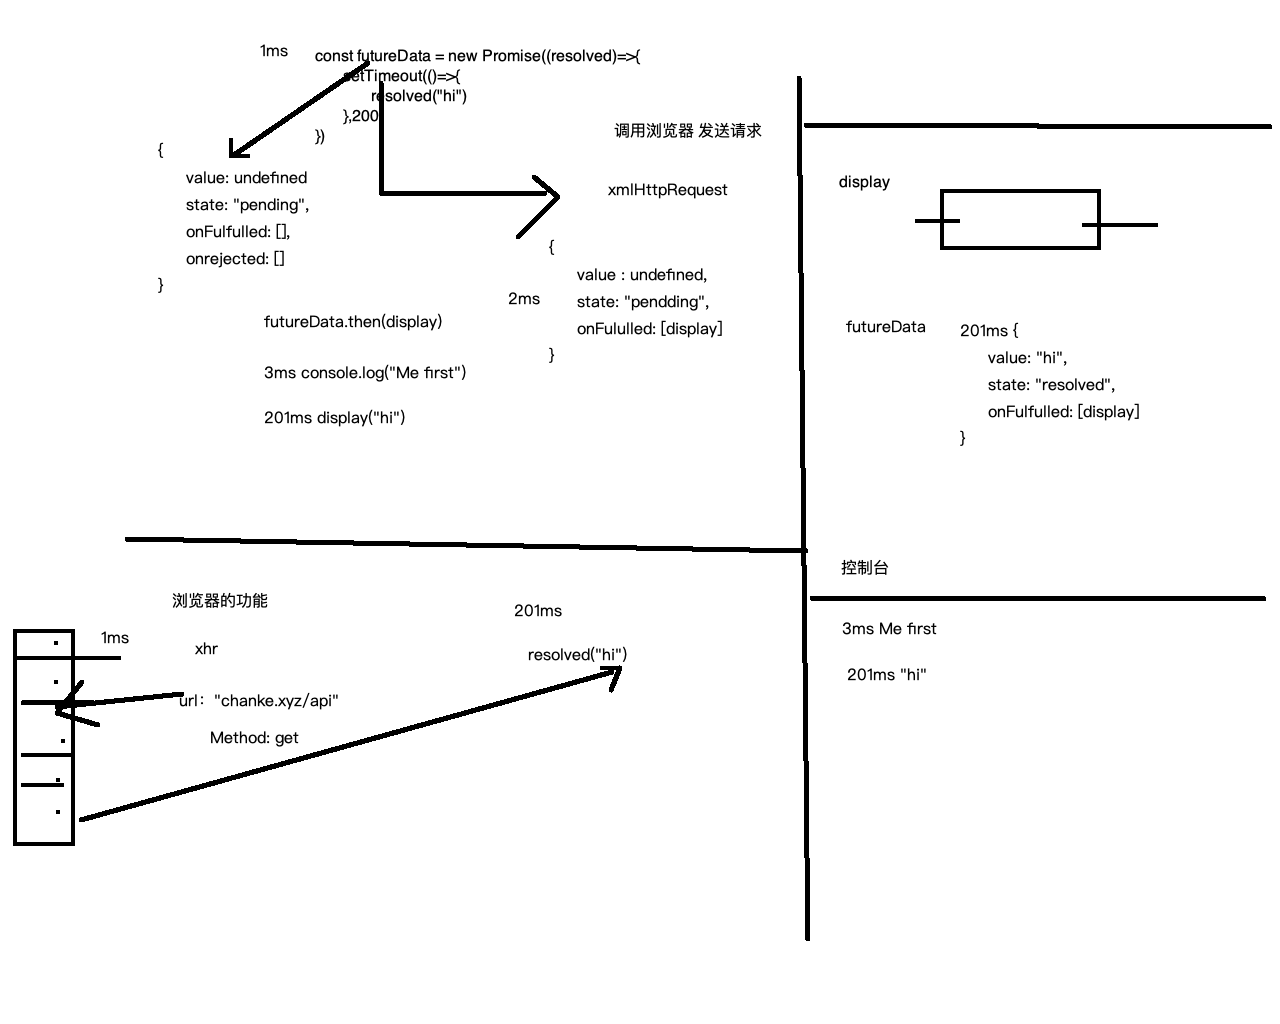 1ms
const futureData = new Promise((resolved)=>{
setTimeout(()=>{
resolved("hi")
},200
})
{
value: undefined
state: "pending",
onFulfulled: [],
onrejected: []
}
调用浏览器 发送请求
xmlHttpRequest
{
value : undefined,
2ms
state: "pendding",
onFululled: [display]
}
futureData.then(display)
3ms console.log("Me first")
201ms display("hi")
display
futureData
201ms {
value: "hi",
state: "resolved",
onFulfulled: [display]
}
控制台
3ms Me first
201ms "hi"
浏览器的功能
1ms
xhr
url："chanke.xyz/api"
Method: get
201ms
resolved("hi")